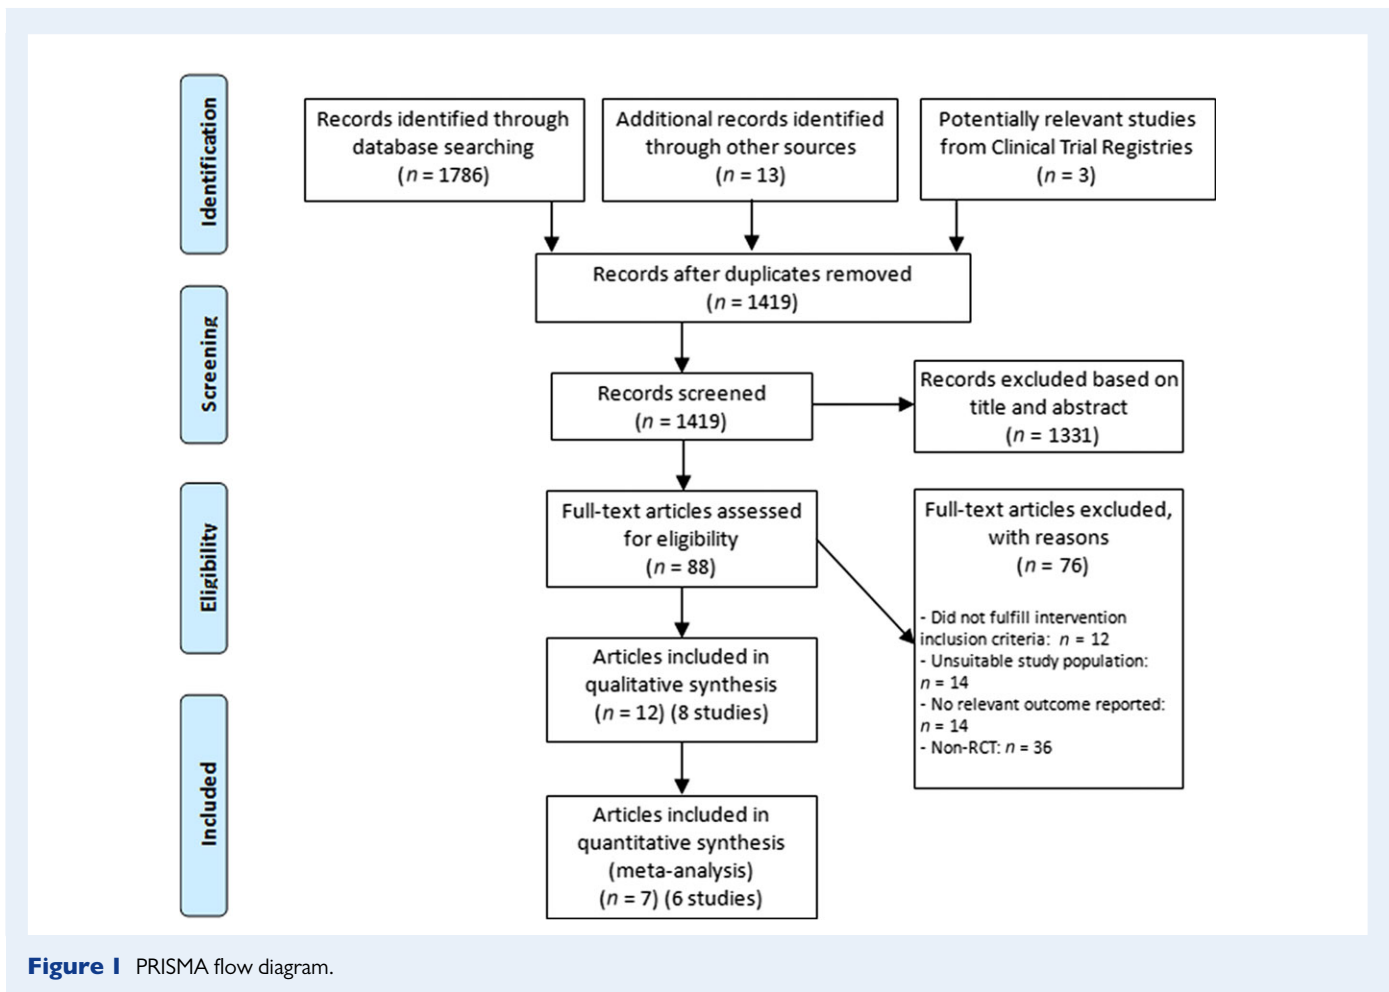 Identification
Records identified through
database searching
(n = 1786)
Additional records identified
through other sources
(n = 13)
Potentially relevant studies
from Clinical Trial Registries
(n = 3)
Records after duplicates removed
(n = 1419)
Screening
Records screened
(n = 1419)
Records excluded based on
title and abstract
(n = 1331)
Eligibility
Full-text articles assessed
for eligibility
(n = 88)
Full-text articles excluded,
with reasons
(n = 76)
- Did not fulfill intervention
inclusion criteria: n = 12
- Unsuitable study population:
n = 14
- No relevant outcome reported:
n = 14
- Non-RCT: n = 36
Articles included in
qualitative synthesis
(n = 12) (8 studies)
Included
Articles included in
quantitative synthesis
(meta-analysis)
(n = 7) (6 studies)
Figure 1 PRISMA flow diagram.